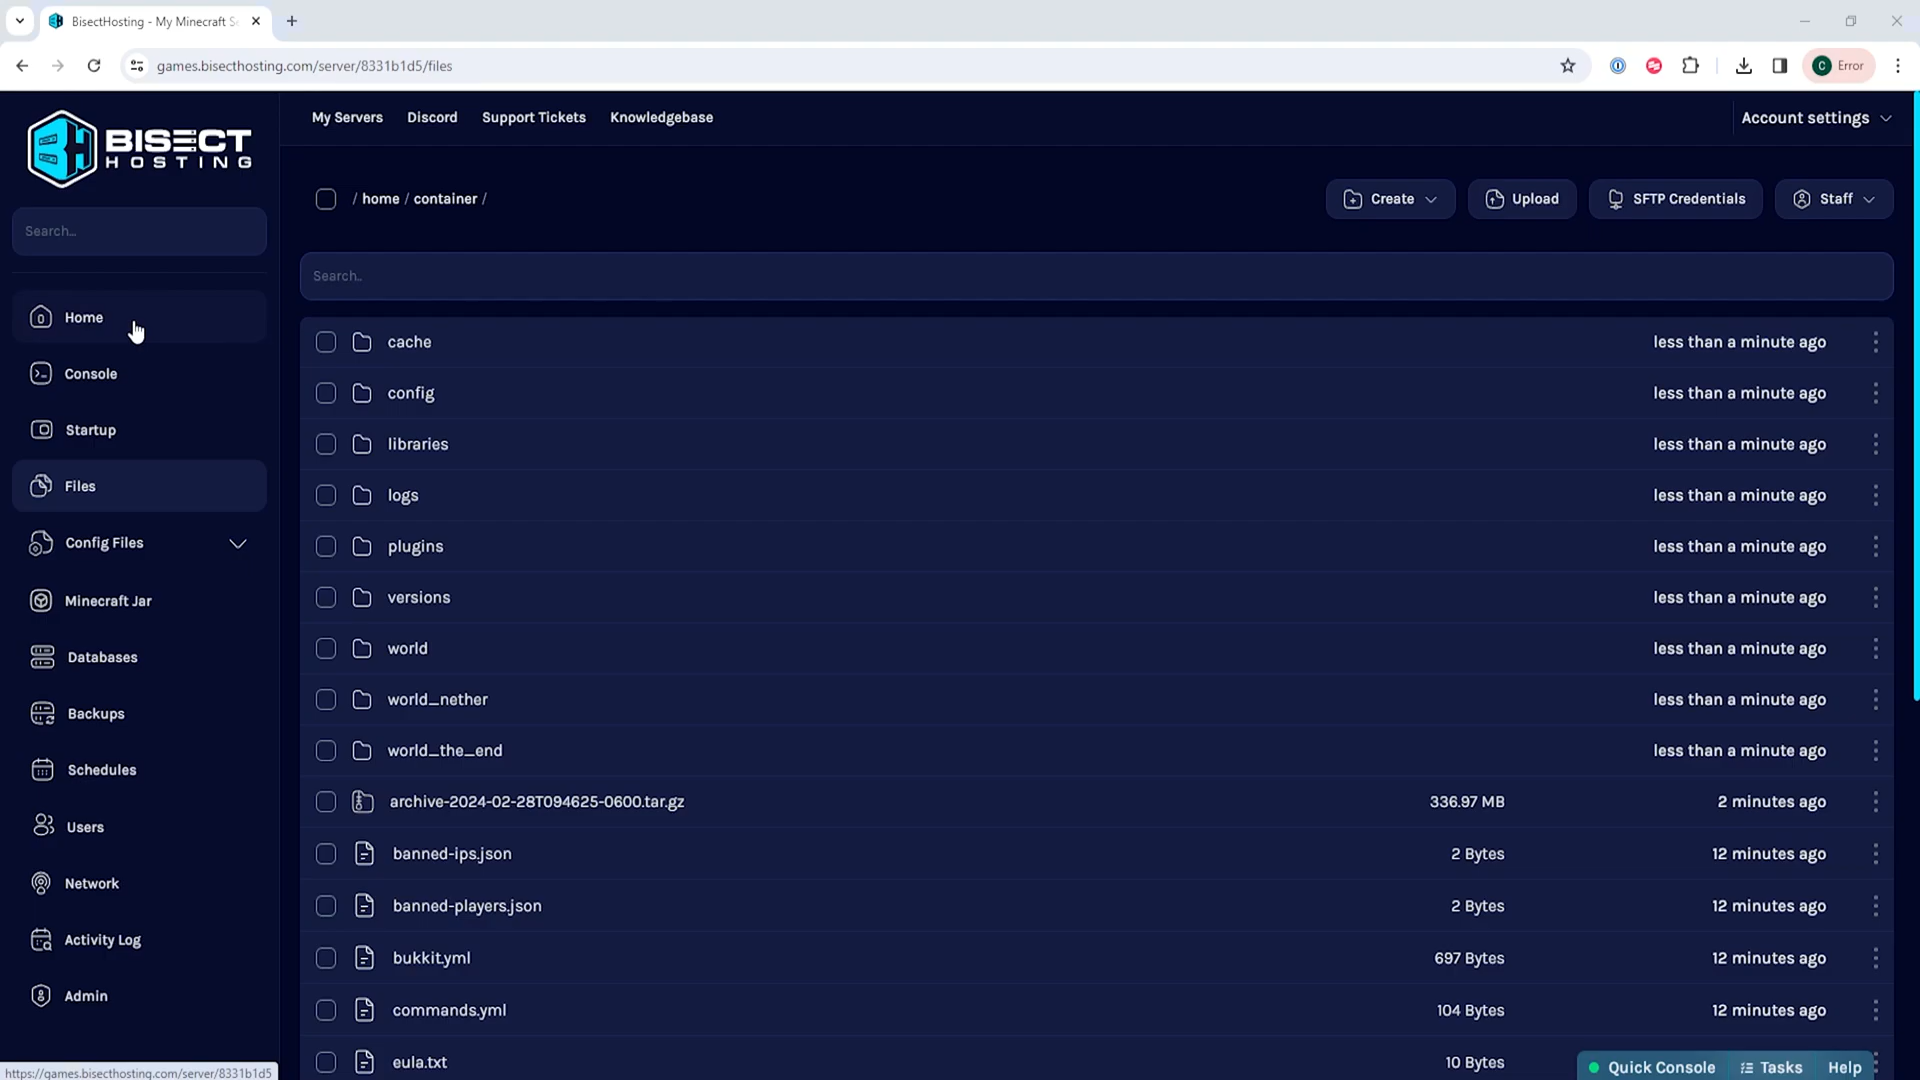 BisectHosting - My Minecraft S
games.bisecthosting.com/server/8331b1d5/files
C Error
BISECT
HOSTING
My Servers Discord Support Tickets Knowledgebase
Account settings
/ home / container /
Create Upload SFTP Credentials Staff
Search...
Search..
Home
Console
Startup
Files
Config Files
Minecraft Jar
Databases
Backups
Schedules
Users
Network
Activity Log
Admin
cache less than a minute ago
config less than a minute ago
libraries less than a minute ago
logs less than a minute ago
plugins less than a minute ago
versions less than a minute ago
world less than a minute ago
world_nether less than a minute ago
world_the_end less than a minute ago
archive-2024-02-28T094625-0600.tar.gz 336.97 MB 2 minutes ago
banned-ips.json 2 Bytes 12 minutes ago
banned-players.json 2 Bytes 12 minutes ago
bukkit.yml 697 Bytes 12 minutes ago
commands.yml 104 Bytes 12 minutes ago
eula.txt 10 Bytes
Quick Console Tasks Help
https://games.bisecthosting.com/server/8331b1d5